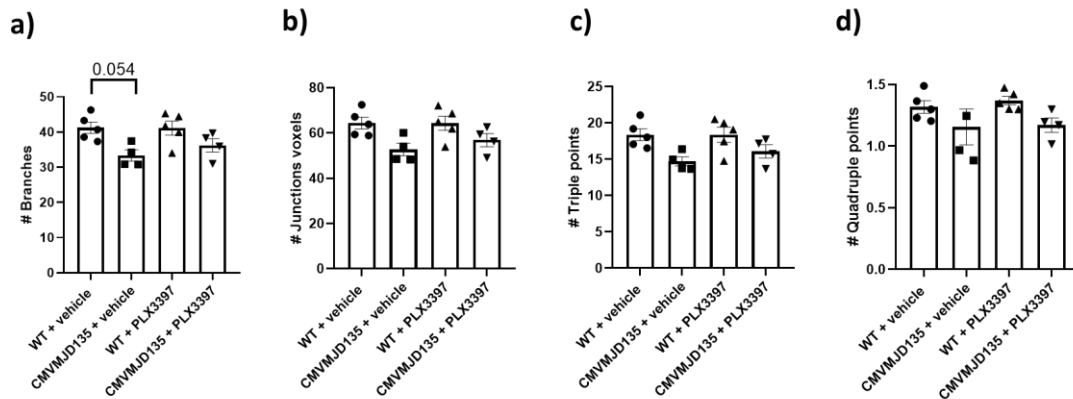 a)
0.054
# Branches
50
40
30
20
10
0
WT + vehicle
CMVMJD135 + vehicle
WT + PLX3397
CMVMJD135 + PLX3397
b)
# Junctions voxels
80
60
40
20
0
WT + vehicle
CMVMJD135 + vehicle
WT + PLX3397
CMVMJD135 + PLX3397
c)
# Triple points
25
20
15
10
5
0
WT + vehicle
CMVMJD135 + vehicle
WT + PLX3397
CMVMJD135 + PLX3397
d)
# Quadruple points
1.5
1.0
0.5
0.0
WT + vehicle
CMVMJD135 + vehicle
WT + PLX3397
CMVMJD135 + PLX3397